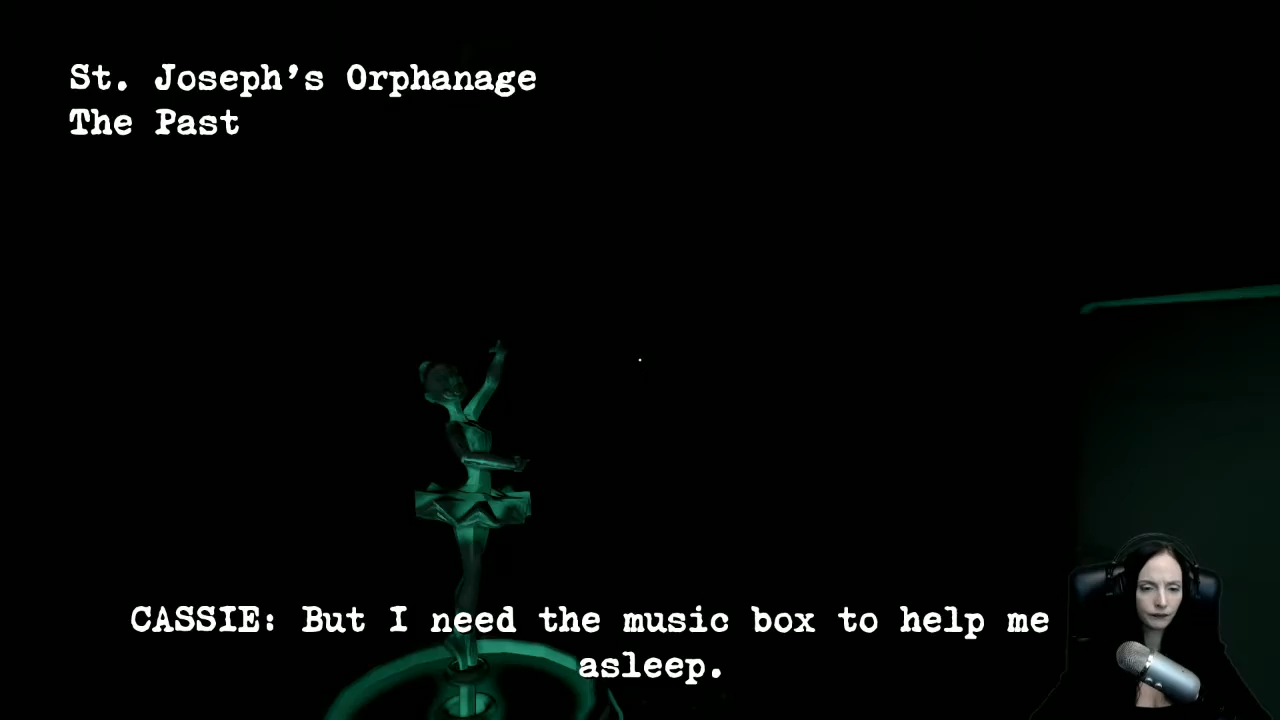 St. Joseph's Orphanage
The Past
CASSIE: But I need the music box to help me
asleep.